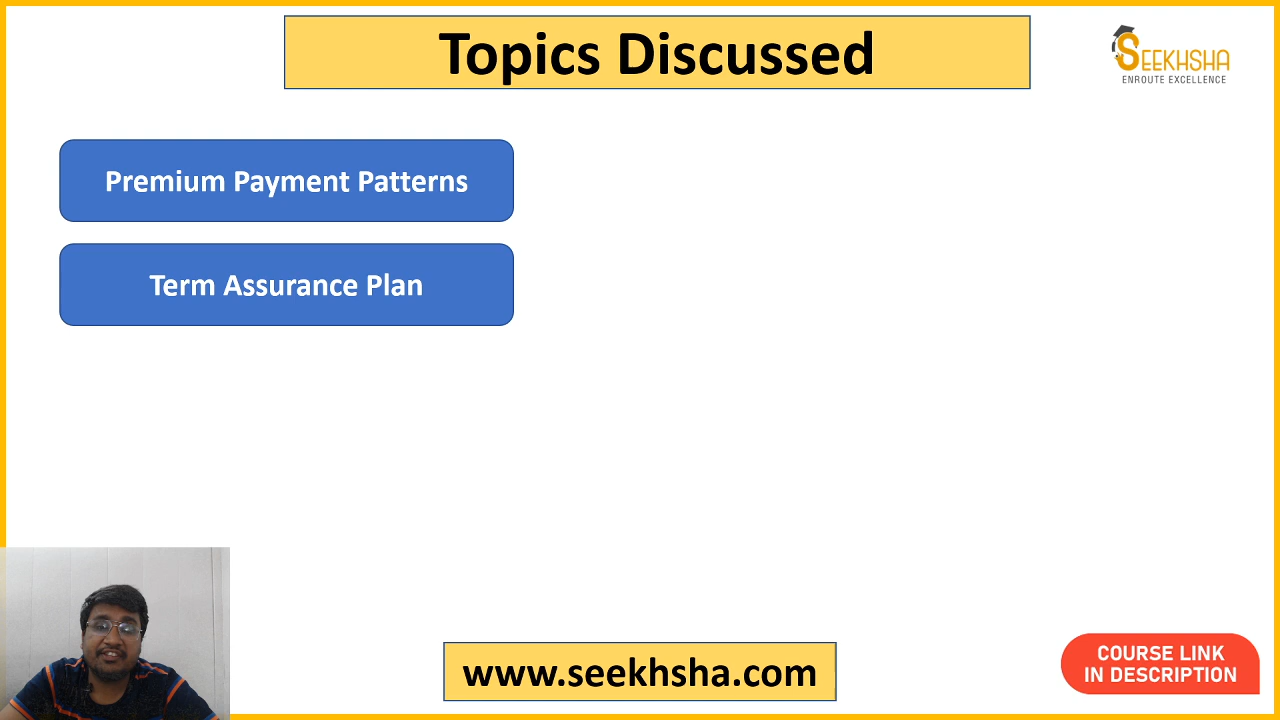 Topics Discussed
SEEKHSHA
ENROUTE EXCELLENCE
Premium Payment Patterns
Term Assurance Plan
www.seekhsha.com
COURSE LINK
IN DESCRIPTION